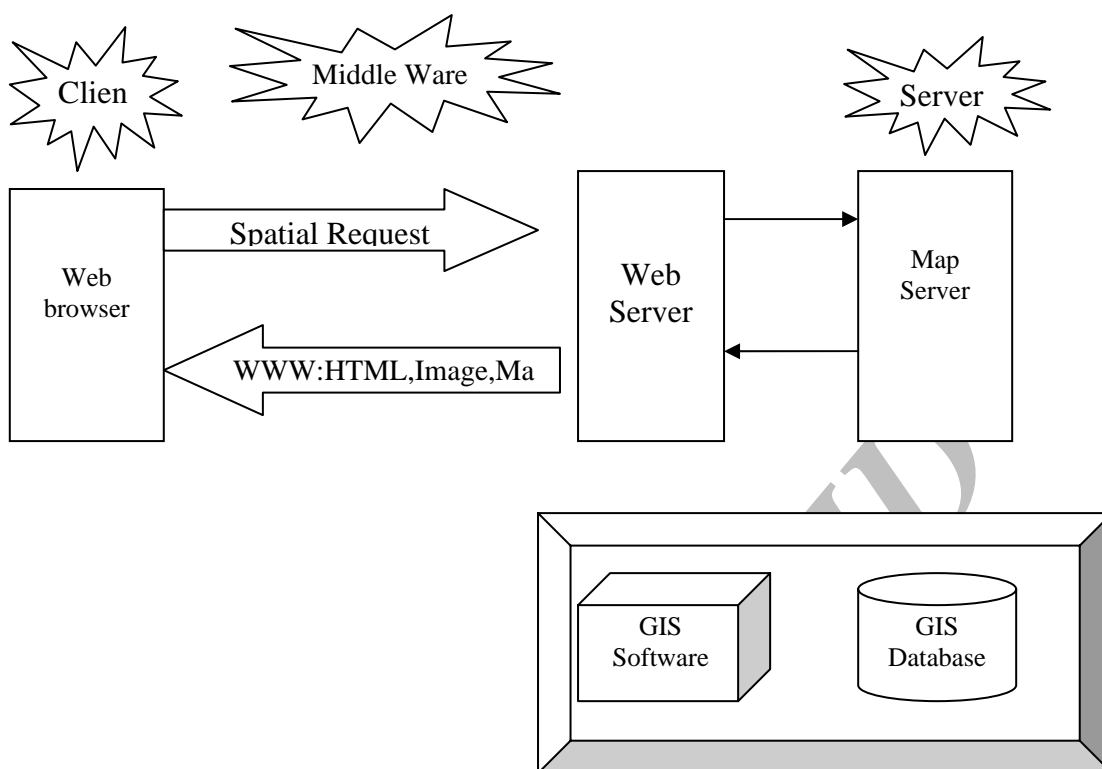 Clien
Middle Ware
Server
Spatial Request
Web
browser
Web
Server
Map
Server
WWW:HTML,Image,Ma
GIS
Software
GIS
Database